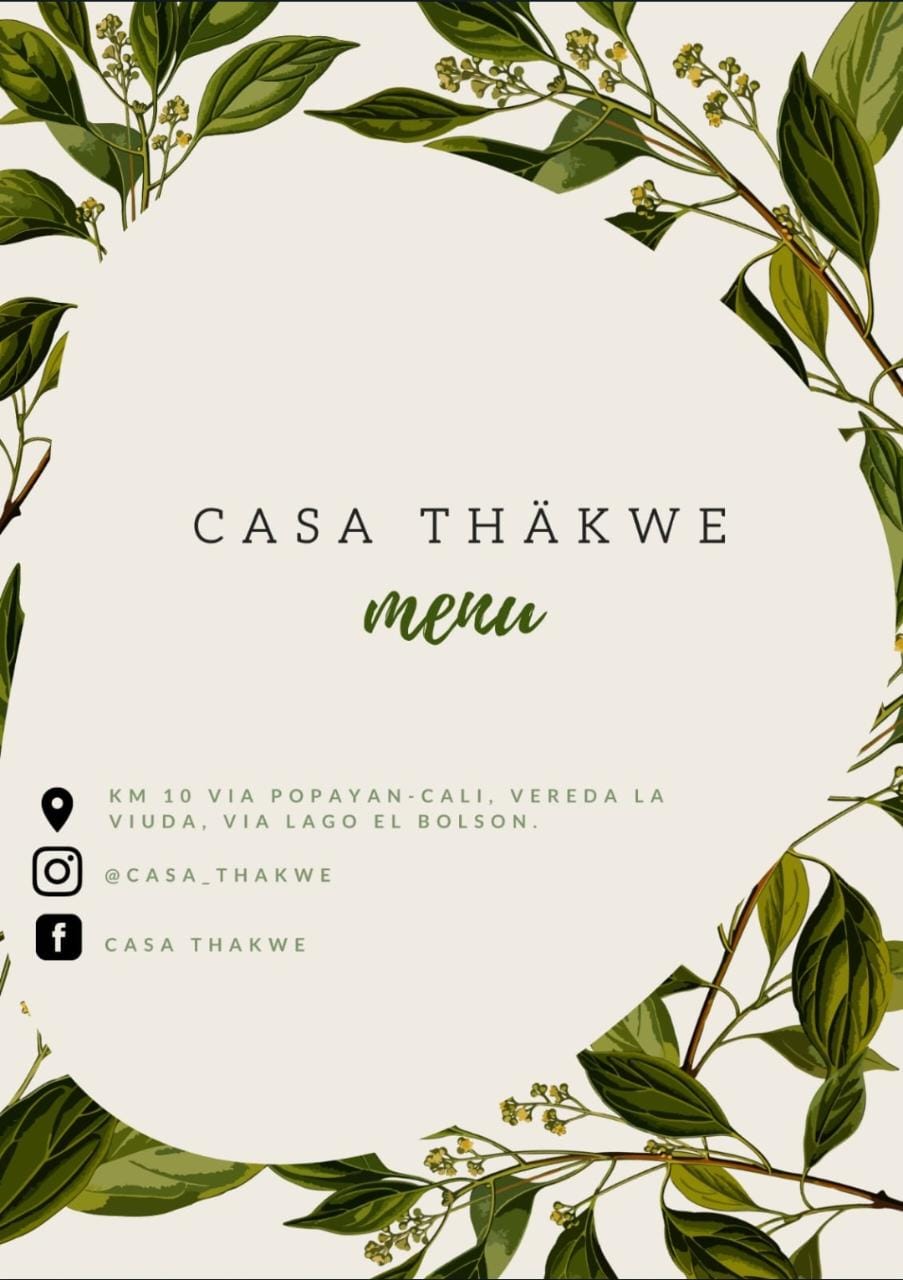 CASA THÄKWE
menu
KM 10 VIA POPAYAN-CALI, VEREDA LA
VIUDA, VIA LAGO EL BOLSON.
@CASA_THAKWE
CASA THAKWE